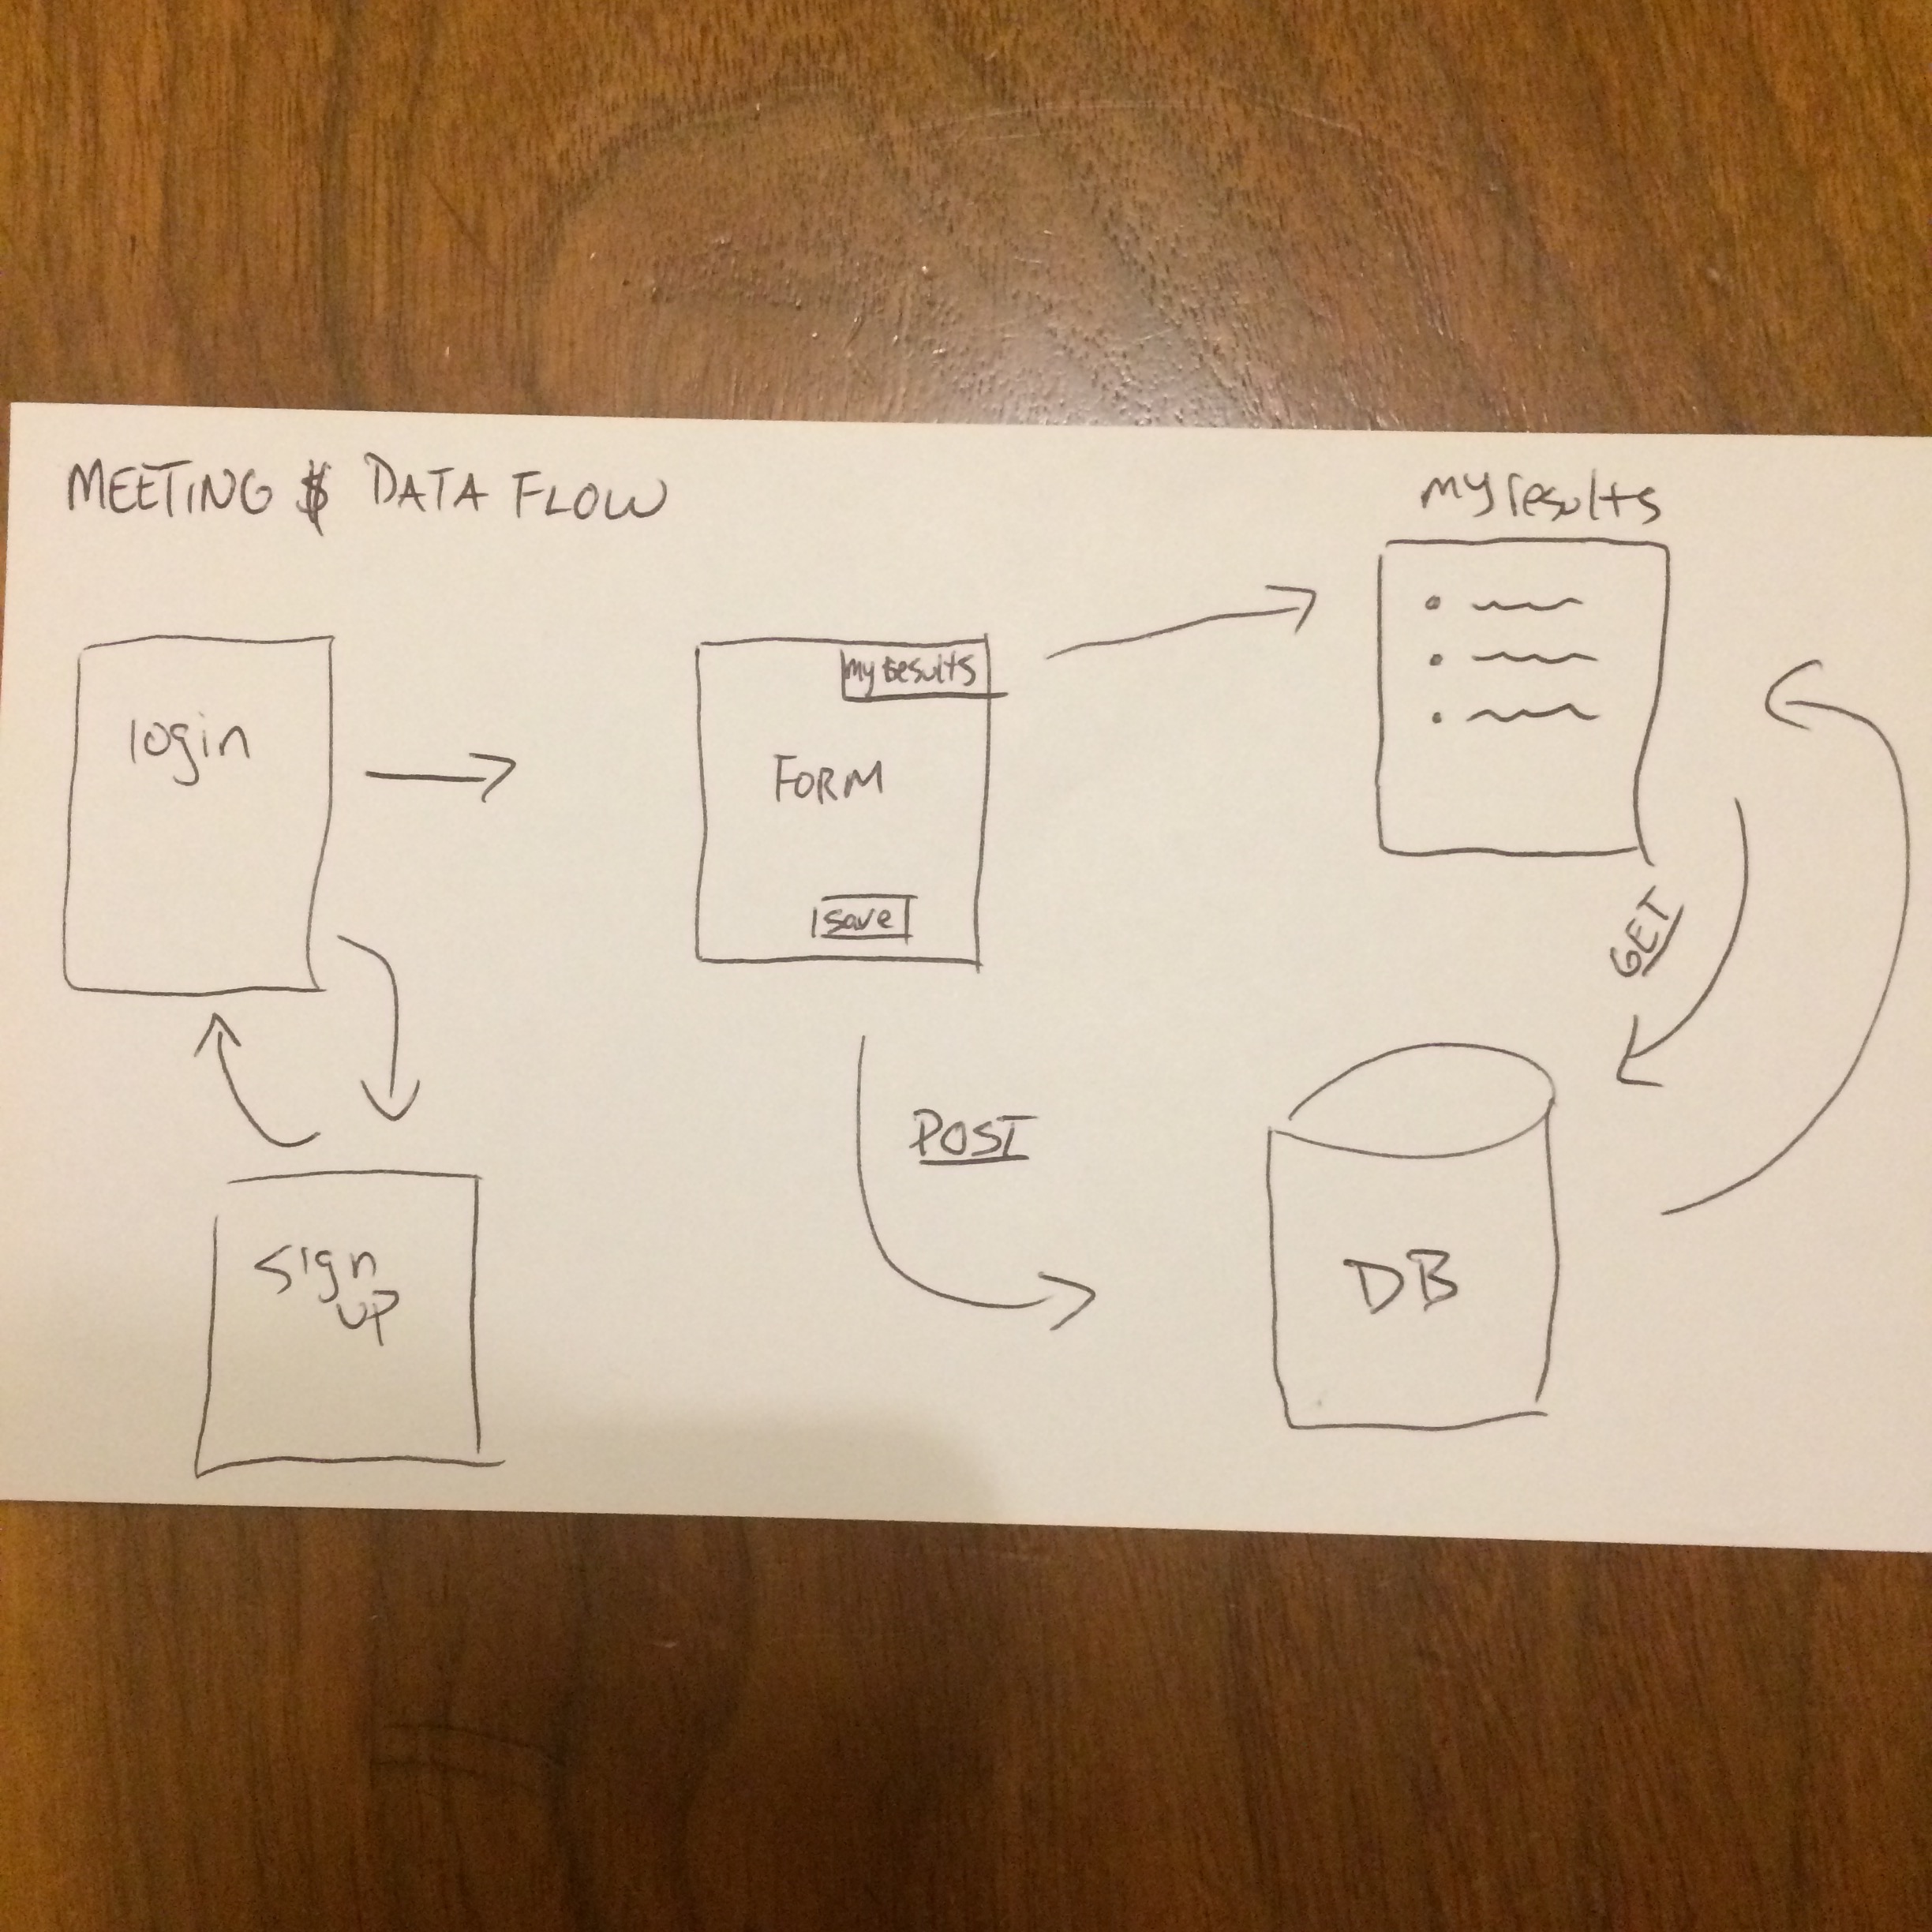 MEETING $ DATA FLOW
my results
login
my results
FORM
save
GET
POST
sign
up
DB